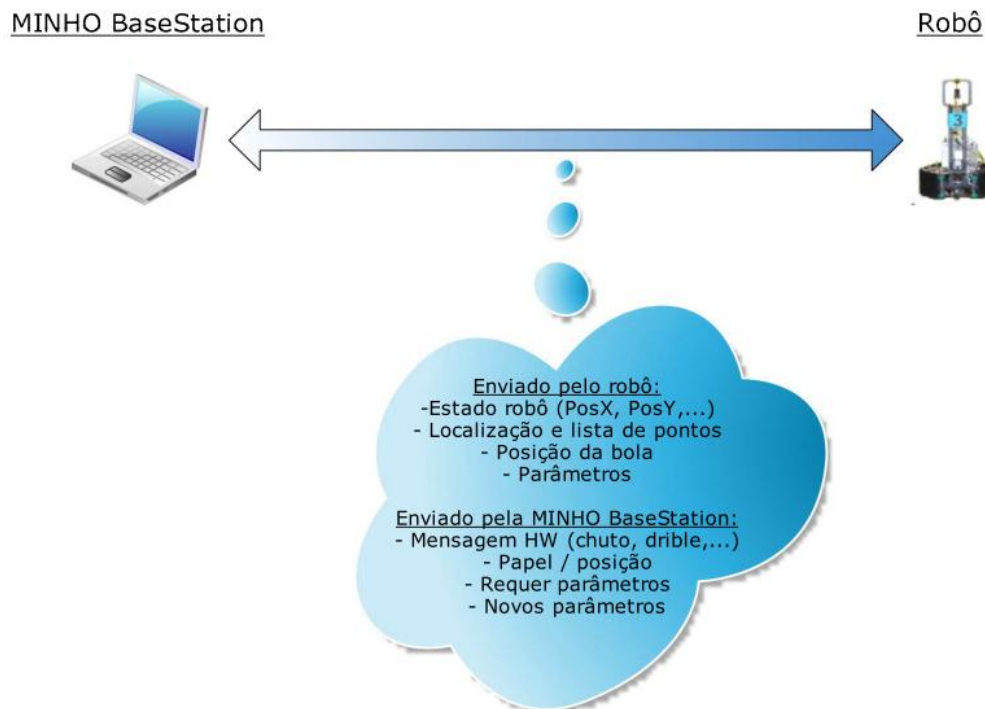 MINHO BaseStation
Robô
3
Enviado pelo robô:
-Estado robô (PosX, PosY,...)
- Localização e lista de pontos
- Posição da bola
- Parâmetros
Enviado pela MINHO BaseStation:
- Mensagem HW (chuto, drible,...)
- Papel / posição
- Requer parâmetros
- Novos parâmetros